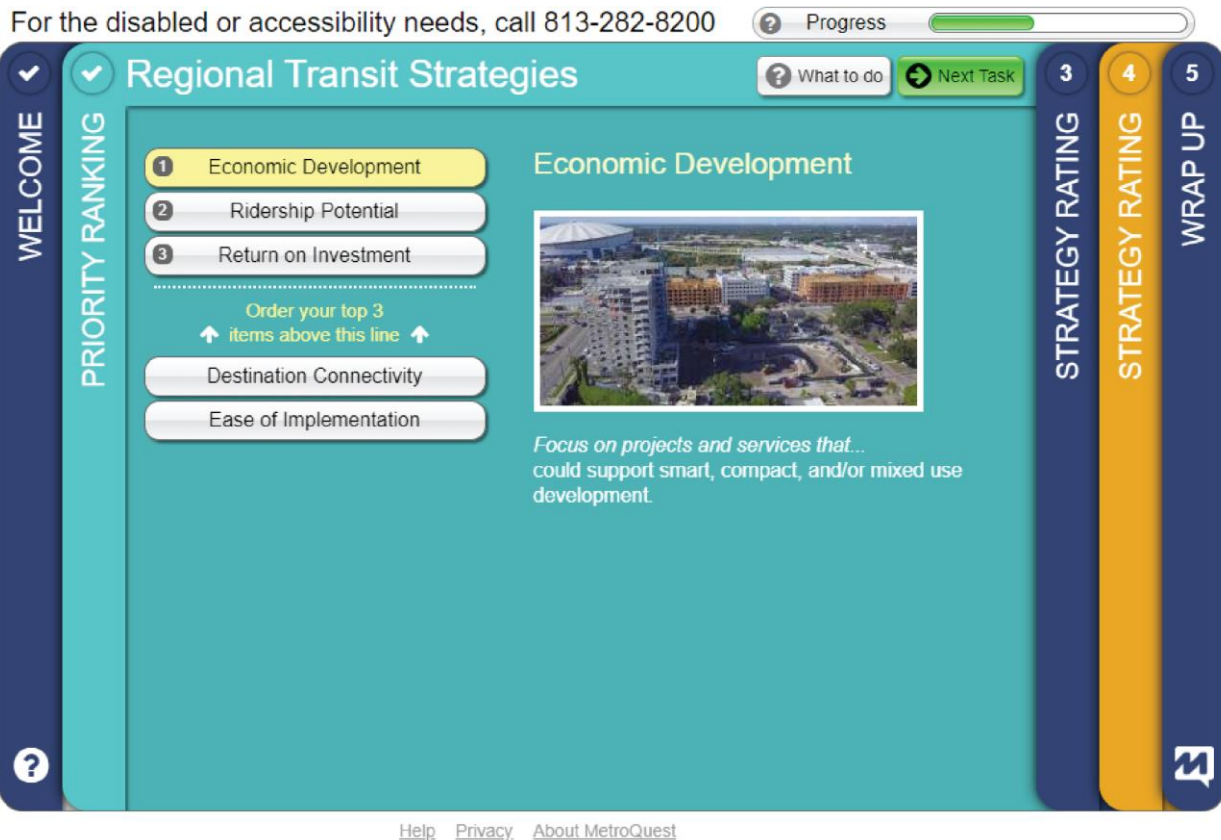 For the disabled or accessibility needs, call 813-282-8200
Progress
WELCOME
PRIORITY RANKING
Regional Transit Strategies
What to do
Next Task
1 Economic Development
2 Ridership Potential
3 Return on Investment
Order your top 3
items above this line
Destination Connectivity
Ease of Implementation
Economic Development
Focus on projects and services that...
could support smart, compact, and/or mixed use
development.
3 STRATEGY RATING
4 STRATEGY RATING
5 WRAP UP
Help Privacy About MetroQuest